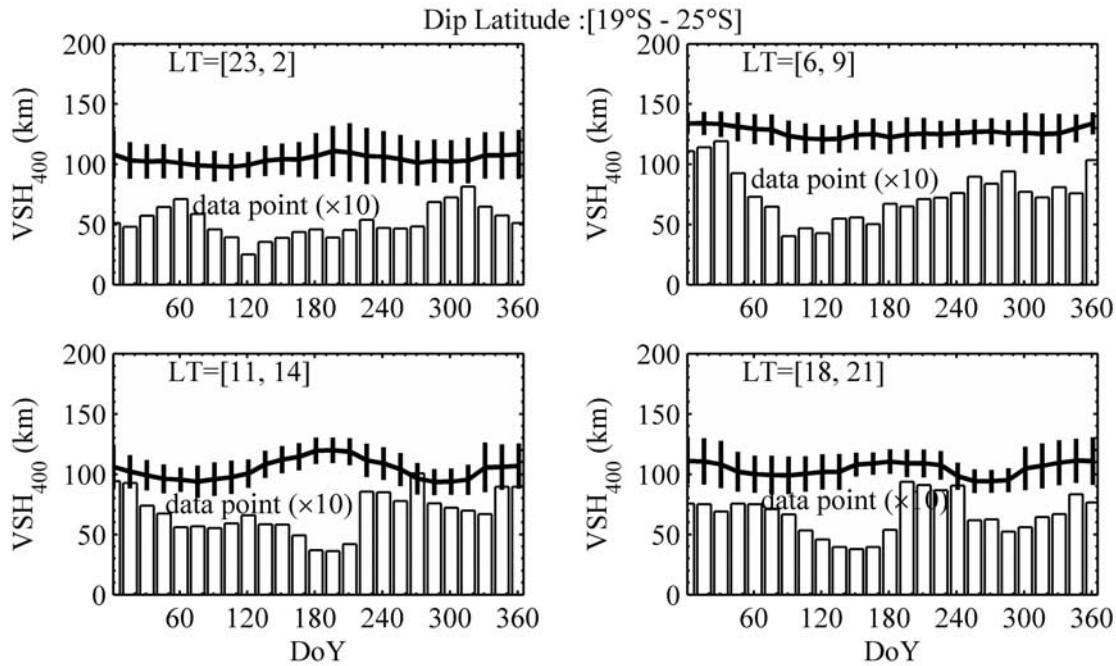 Dip Latitude :[19°S - 25°S]
LT=[23, 2]
VSH400 (km)
200
150
100
50
0
data point (×10)
60 120 180 240 300 360
LT=[6, 9]
VSH400 (km)
200
150
100
50
0
data point (×10)
60 120 180 240 300 360
LT=[11, 14]
VSH400 (km)
200
150
100
50
0
data point (×10)
60 120 180 240 300 360
DoY
LT=[18, 21]
VSH400 (km)
200
150
100
50
0
data point (×10)
60 120 180 240 300 360
DoY